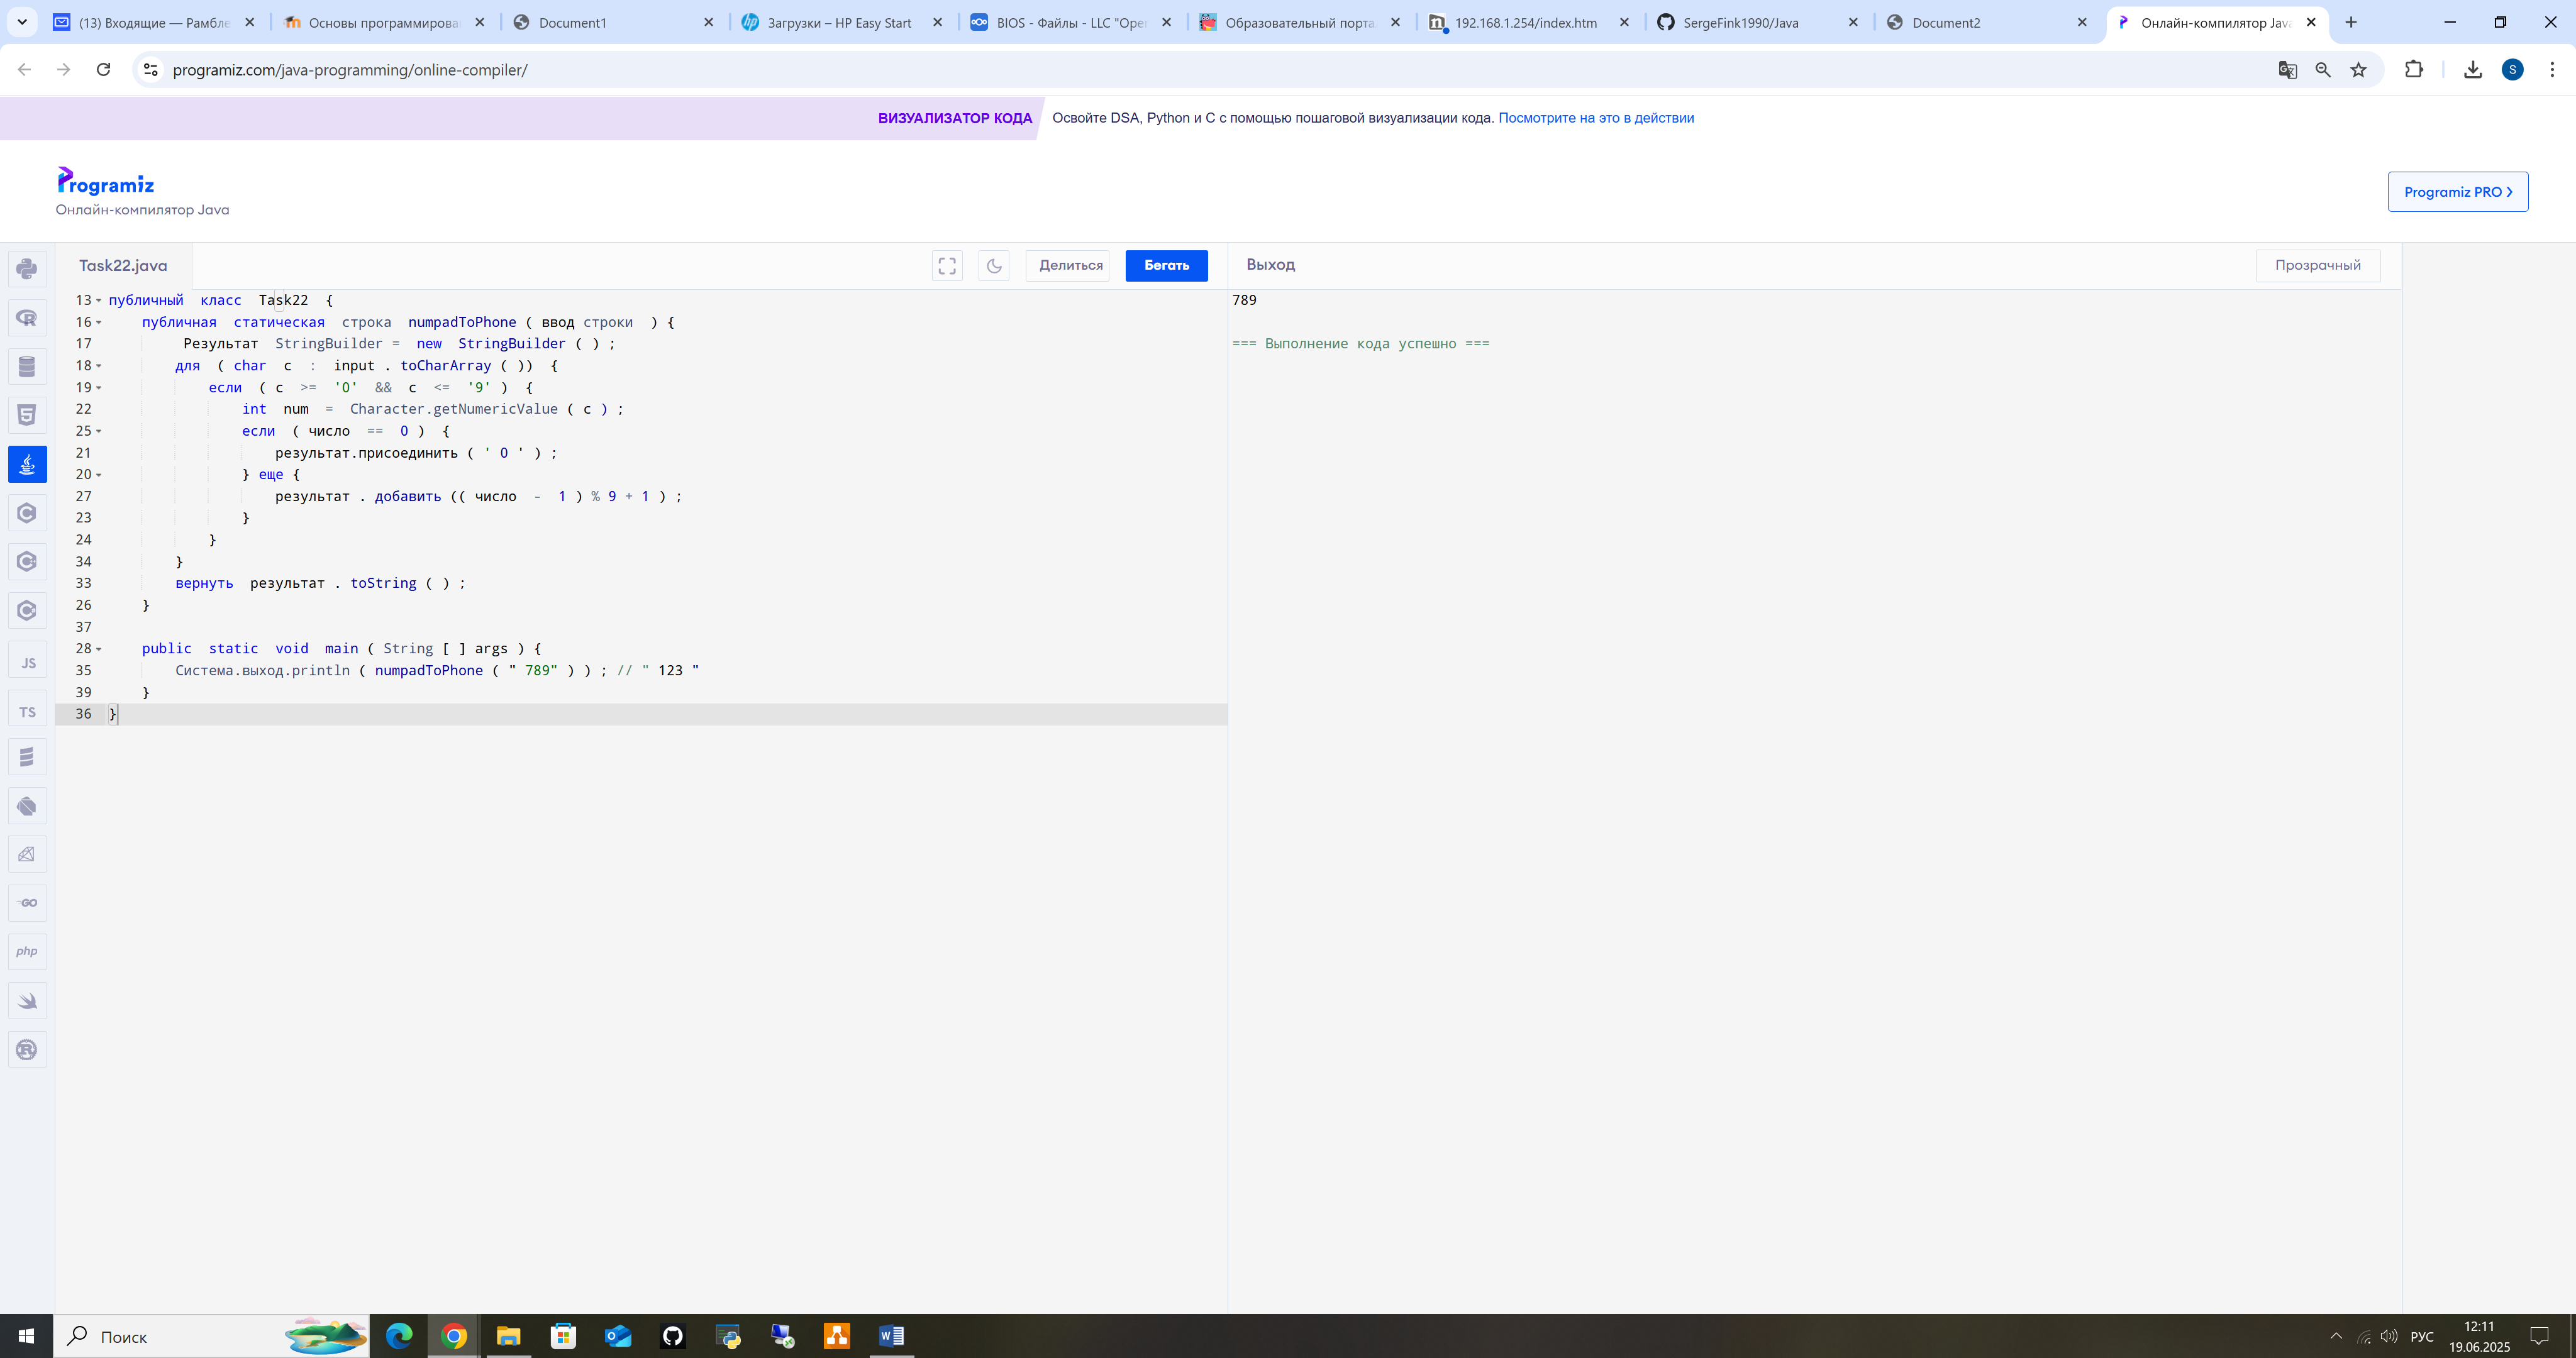 (13) Входящие — Рамбле
Основы программирова
Document1
Загрузки – HP Easy Start
BIOS - Файлы - LLC "Oper
Образовательный порта
192.168.1.254/index.htm
SergeFink1990/Java
Document2
Онлайн-компилятор Java
programiz.com/java-programming/online-compiler/
S
ВИЗУАЛИЗАТОР КОДА Освойте DSA, Python и C с помощью пошаговой визуализации кода. Посмотрите на это в действии
Programiz
Онлайн-компилятор Java
Programiz PRO >
Task22.java
Делиться
Бегать
Выход
Прозрачный
13 публичный класс Task22 {
16 публичная статическая строка numpadToPhone ( ввод строки ) {
17 Результат StringBuilder = new StringBuilder ( ) ;
18 для ( char c : input . toCharArray ( )) {
19 если ( c >= '0' && c <= '9' ) {
22 int num = Character.getNumericValue ( c ) ;
25 если ( число == 0 ) {
21 результат.присоединить ( ' 0 ' ) ;
20 } еще {
27 результат . добавить (( число - 1 ) % 9 + 1 ) ;
23 }
24 }
34 }
33 вернуть результат . toString ( ) ;
26 }
37
28 public static void main ( String [ ] args ) {
35 Система.выход.println ( numpadToPhone ( " 789" ) ) ; // " 123 "
39 }
36 }
789
=== Выполнение кода успешно ===
JS
TS
GO
php
Поиск
РУС
12:11
19.06.2025